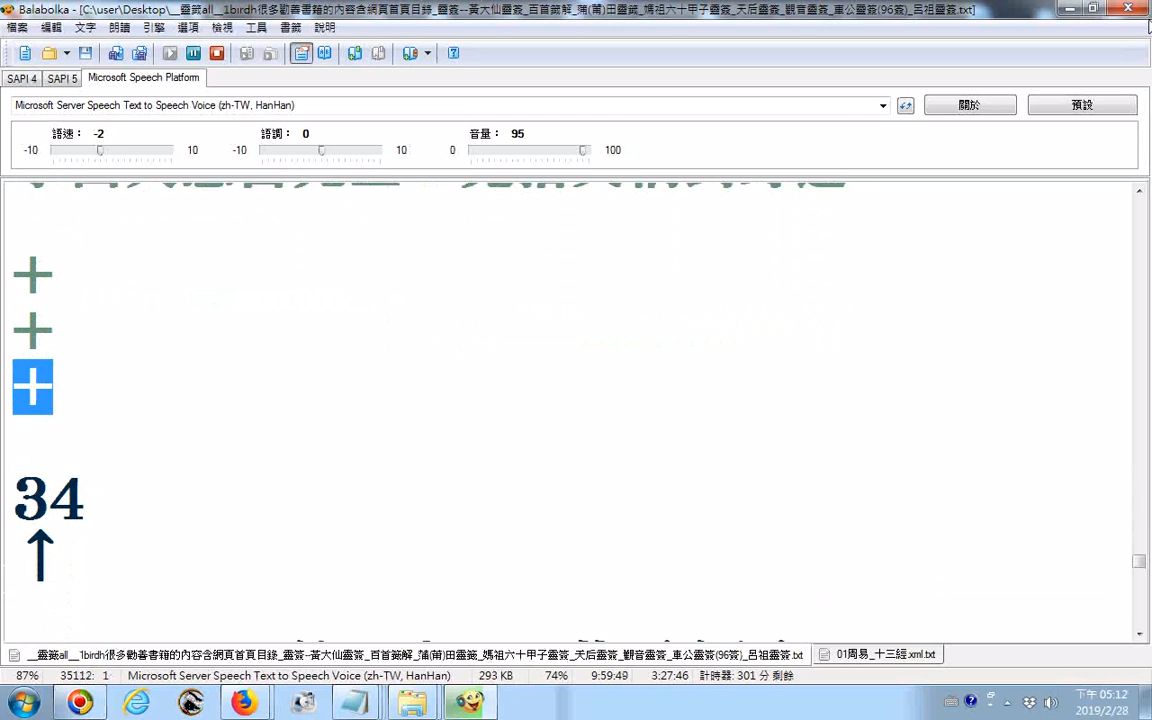 Balabolka - [C:\user\Desktop\__靈籤all__1birdh很多勸善書籍的內容含網頁首頁目錄_靈簽--黃大仙靈簽_百首籤解_蒲(莆)田靈籤_媽祖六十甲子靈簽_天后靈簽_觀音靈簽_車公靈簽(96簽)_呂祖靈簽.txt]
檔案 編輯 文字 朗讀 引擎 選項 檢視 工具 書籤 說明
SAPI 4 SAPI 5 Microsoft Speech Platform
Microsoft Server Speech Text to Speech Voice (zh-TW, HanHan) 關於 預設
語速： -2 語調： 0 音量： 95
-10 10 -10 10 0 100
+
+
+
34
↑
__靈籤all__1birdh很多勸善書籍的內容含網頁首頁目錄_靈簽--黃大仙靈簽_百首籤解_蒲(莆)田靈籤_媽祖六十甲子靈簽_天后靈簽_觀音靈簽_車公靈簽(96簽)_呂祖靈簽.txt 01周易_十三經.xml.txt
87% 35112: 1 Microsoft Server Speech Text to Speech Voice (zh-TW, HanHan) 293 KB 74% 9:59:49 3:27:46 計時器: 301 分 剩餘
下午 05:12
2019/2/28